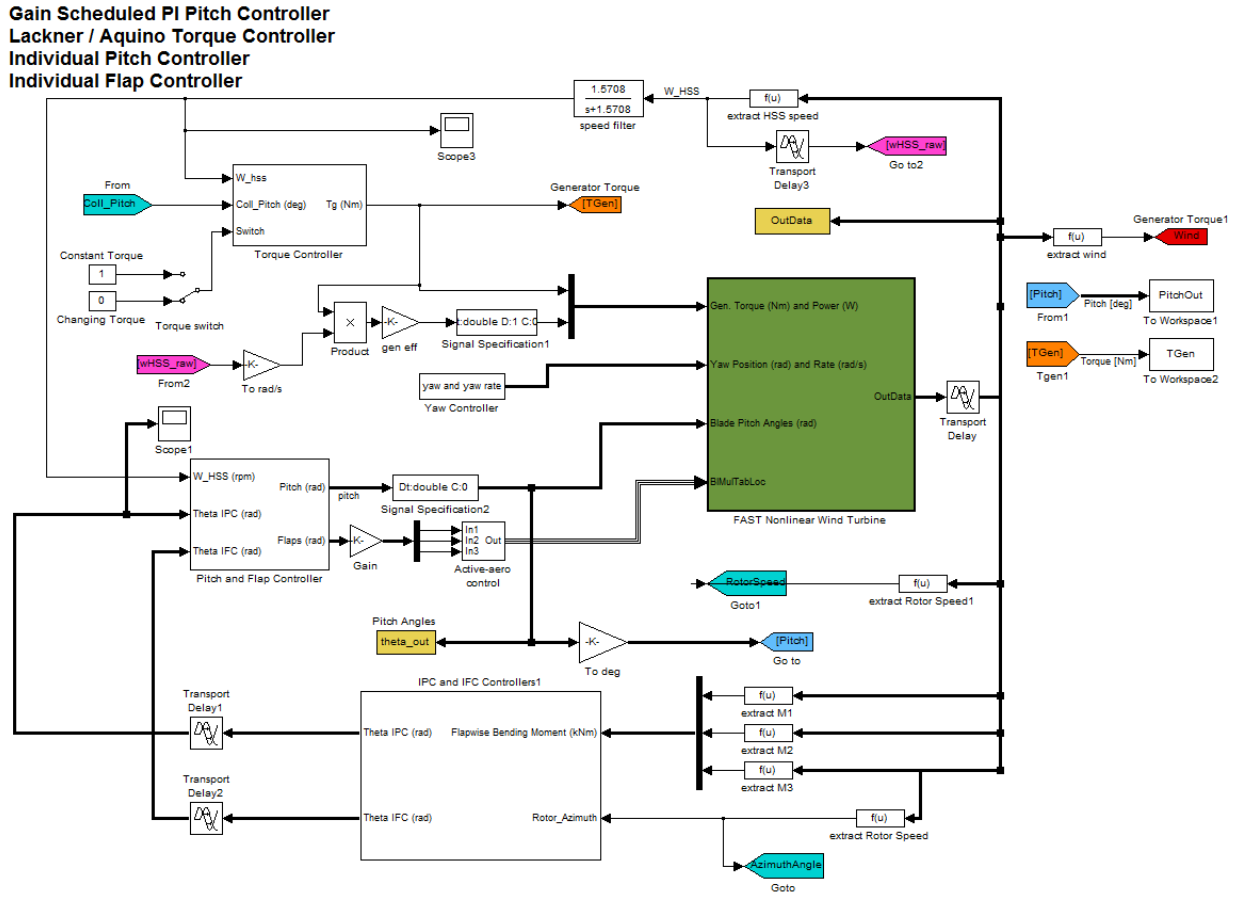 Gain Scheduled PI Pitch Controller
Lackner / Aquino Torque Controller
Individual Pitch Controller
Individual Flap Controller
1.5708
s+1.5708
speed filter
W_HSS
f(u)
extract HSS speed
Scope3
Transport
Delay3
[wHSS_raw]
Go to2
From
Coll_Pitch
W_hss
Coll_Pitch (deg)
Switch
Tg (Nm)
Torque Controller
Generator Torque
[TGen]
OutData
Generator Torque1
f(u)
extract wind
Wind
Constant Torque
1
0
Changing Torque
Torque switch
[wHSS_raw]
From2
-K-
To rad/s
×
Product
-K-
gen eff
t:double D:1 C:0
Signal Specification1
yaw and yaw rate
Yaw Controller
Gen. Torque (Nm) and Power (W)
Yaw Position (rad) and Rate (rad/s)
Blade Pitch Angles (rad)
BlMulTabLoc
OutData
FAST Nonlinear Wind Turbine
Transport
Delay
[Pitch]
From1
Pitch [deg]
PitchOut
To Workspace1
[TGen]
Tgen1
Torque [Nm]
TGen
To Workspace2
Scope1
W_HSS (rpm)
Theta IPC (rad)
Theta IFC (rad)
Pitch (rad)
Flaps (rad)
Pitch and Flap Controller
pitch
Dt:double C:0
Signal Specification2
-K-
Gain
In1
In2
In3
Out
Active-aero
control
RotorSpeed
Goto1
f(u)
extract Rotor Speed1
Pitch Angles
theta_out
-K-
To deg
[Pitch]
Go to
IPC and IFC Controllers1
Transport
Delay1
Transport
Delay2
Theta IPC (rad)
Theta IFC (rad)
Flapwise Bending Moment (kNm)
Rotor_Azimuth
f(u)
extract M1
f(u)
extract M2
f(u)
extract M3
f(u)
extract Rotor Speed
AzimuthAngle
Goto